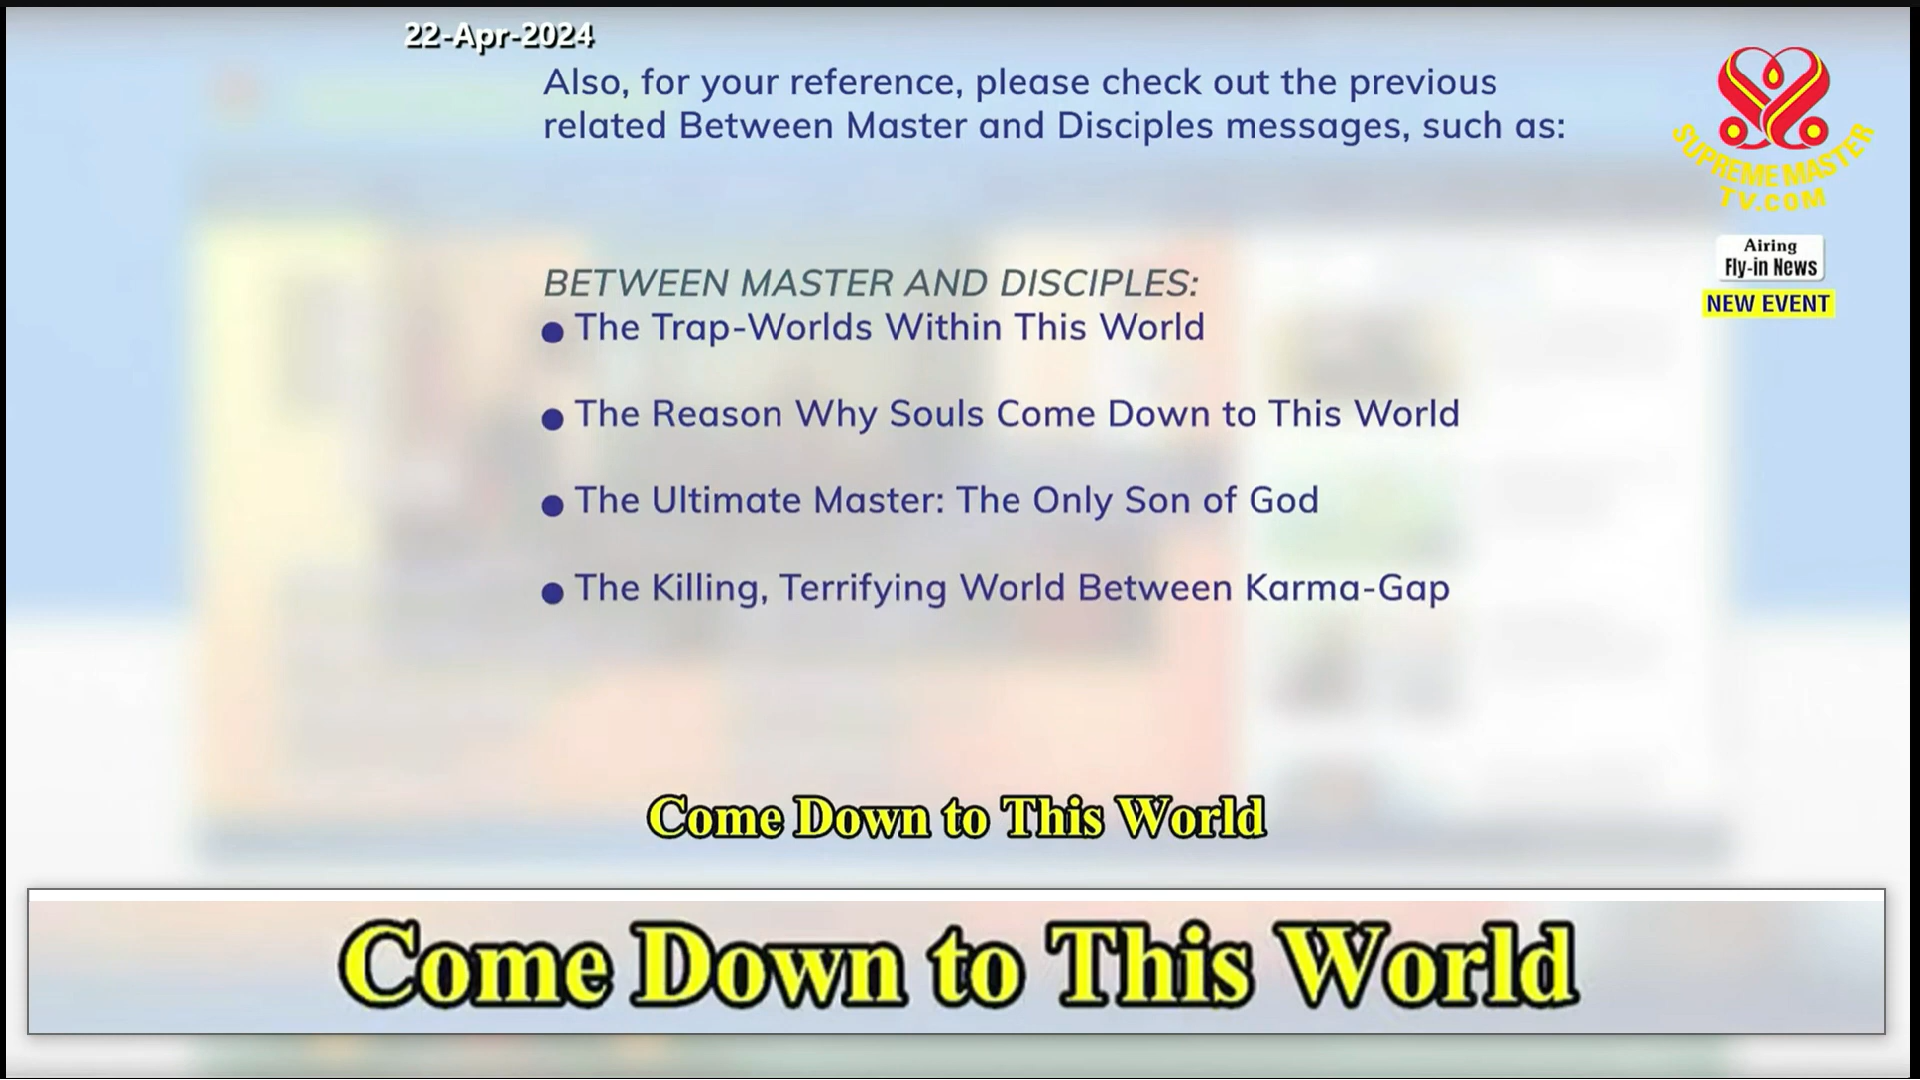 22-Apr-2024
Also, for your reference, please check out the previous
related Between Master and Disciples messages, such as:
SUPREME MASTER
TV.COM
Airing
Fly-in News
NEW EVENT
BETWEEN MASTER AND DISCIPLES:
● The Trap-Worlds Within This World
● The Reason Why Souls Come Down to This World
● The Ultimate Master: The Only Son of God
● The Killing, Terrifying World Between Karma-Gap
Come Down to This World
Come Down to This World